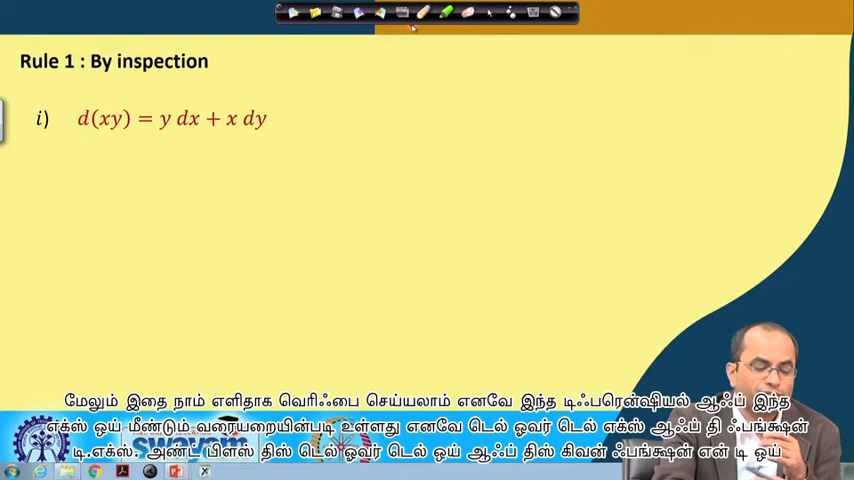 Rule 1 : By inspection
i) d(xy) = y dx + x dy
மேலும் இதை நாம் எளிதாக வெரிஃபை செய்யலாம் எனவே இந்த டிஃபரென்ஷியல் ஆஃப் இந்த
எக்ஸ் ஒய் மீண்டும் வரையறையின்படி உள்ளது எனவே டெல் ஓவர் டெல் எக்ஸ் ஆஃப் தி ஃபங்க்ஷன்
டி.எக்ஸ். அண்ட் பிளஸ் திஸ் டெல் ஓவர் டெல் ஒய் ஆஃப் திஸ் கிவன் ஃபங்க்ஷன் என் டி ஒய்
swayam